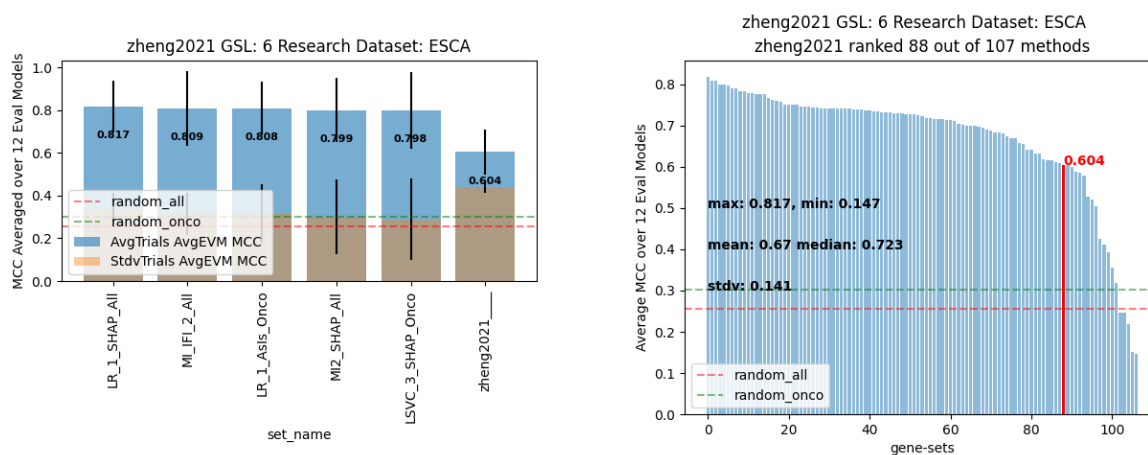 zheng2021 GSL: 6 Research Dataset: ESCA
MCC Averaged over 12 Eval Models
1.0
0.8
0.6
0.4
0.2
0.0
0.817
0.809
0.808
0.799
0.798
0.604
random_all
random_onco
AvgTrials AvgEVM MCC
StdvTrials AvgEVM MCC
LR_1_SHAP_All
MI_IFI_2_All
LR_1_AsIs_Onco
MI2_SHAP_All
LSVC_3_SHAP_Onco
zheng2021____
set_name
zheng2021 GSL: 6 Research Dataset: ESCA
zheng2021 ranked 88 out of 107 methods
Average MCC over 12 Eval Models
0.8
0.7
0.6
0.5
0.4
0.3
0.2
0.1
0.0
0.604
max: 0.817, min: 0.147
mean: 0.67 median: 0.723
stdv: 0.141
random_all
random_onco
0 20 40 60 80 100
gene-sets